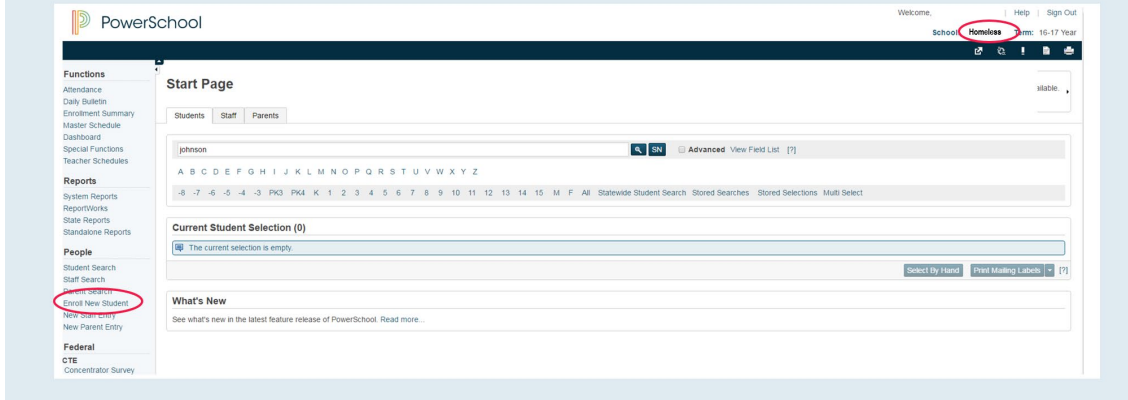 PowerSchool
Welcome, | Help | Sign Out
School: Homeless Term: 16-17 Year
Functions
Attendance
Daily Bulletin
Enrollment Summary
Master Schedule
Dashboard
Special Functions
Teacher Schedules
Reports
System Reports
ReportWorks
State Reports
Standalone Reports
People
Student Search
Staff Search
Parent Search
Enroll New Student
New Staff Entry
New Parent Entry
Federal
CTE
Concentrator Survey
Start Page
ailable.
Students Staff Parents
johnson SN Advanced View Field List [?]
A B C D E F G H I J K L M N O P Q R S T U V W X Y Z
-8 -7 -6 -5 -4 -3 PK3 PK4 K 1 2 3 4 5 6 7 8 9 10 11 12 13 14 15 M F All Statewide Student Search Stored Searches Stored Selections Multi Select
Current Student Selection (0)
The current selection is empty.
Select By Hand Print Mailing Labels [?]
What's New
See what's new in the latest feature release of PowerSchool. Read more...